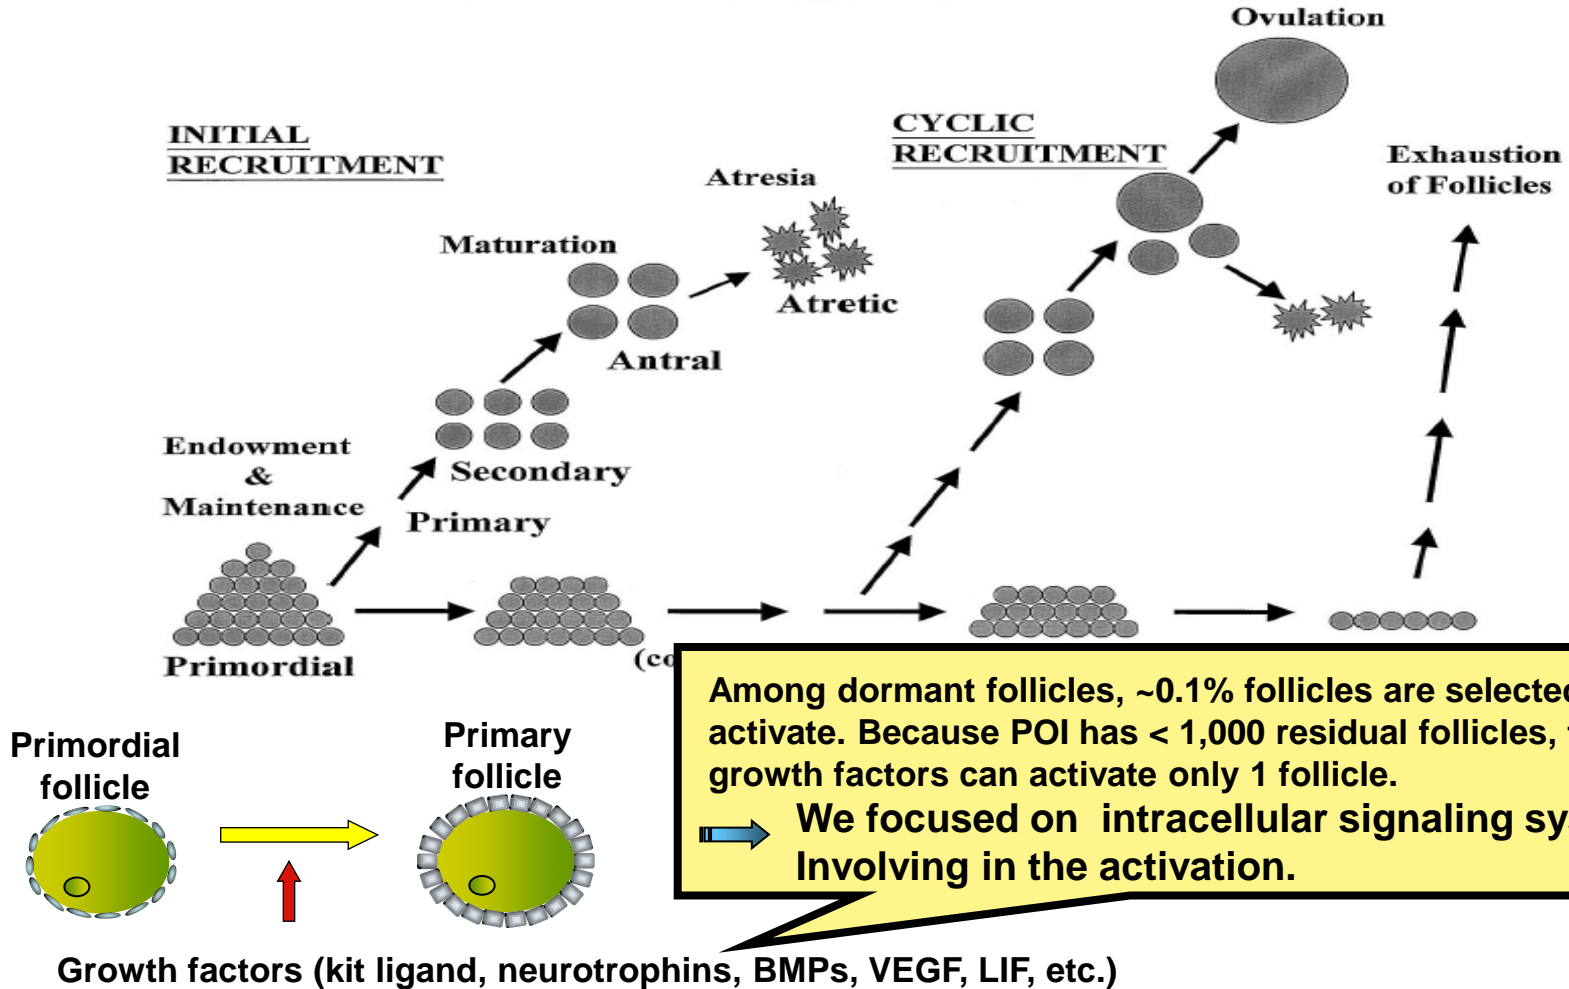 Ovulation
INITIAL
RECRUITMENT
CYCLIC
RECRUITMENT
Exhaustion
of Follicles
Atresia
Maturation
Atretic
Antral
Endowment
&
Maintenance
Secondary
Primary
Primordial
(co
Among dormant follicles, ~0.1% follicles are selected
activate. Because POI has < 1,000 residual follicles,
growth factors can activate only 1 follicle.
We focused on intracellular signaling sys
Involving in the activation.
Primordial
follicle
Primary
follicle
Growth factors (kit ligand, neurotrophins, BMPs, VEGF, LIF, etc.)